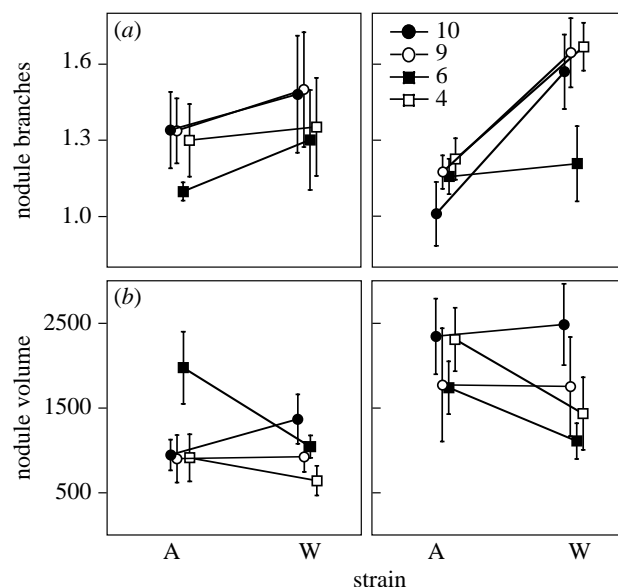 (a)
10
9
6
4
nodule branches
1.6
1.3
1.0
(b)
nodule volume
2500
1500
500
A W A W
strain